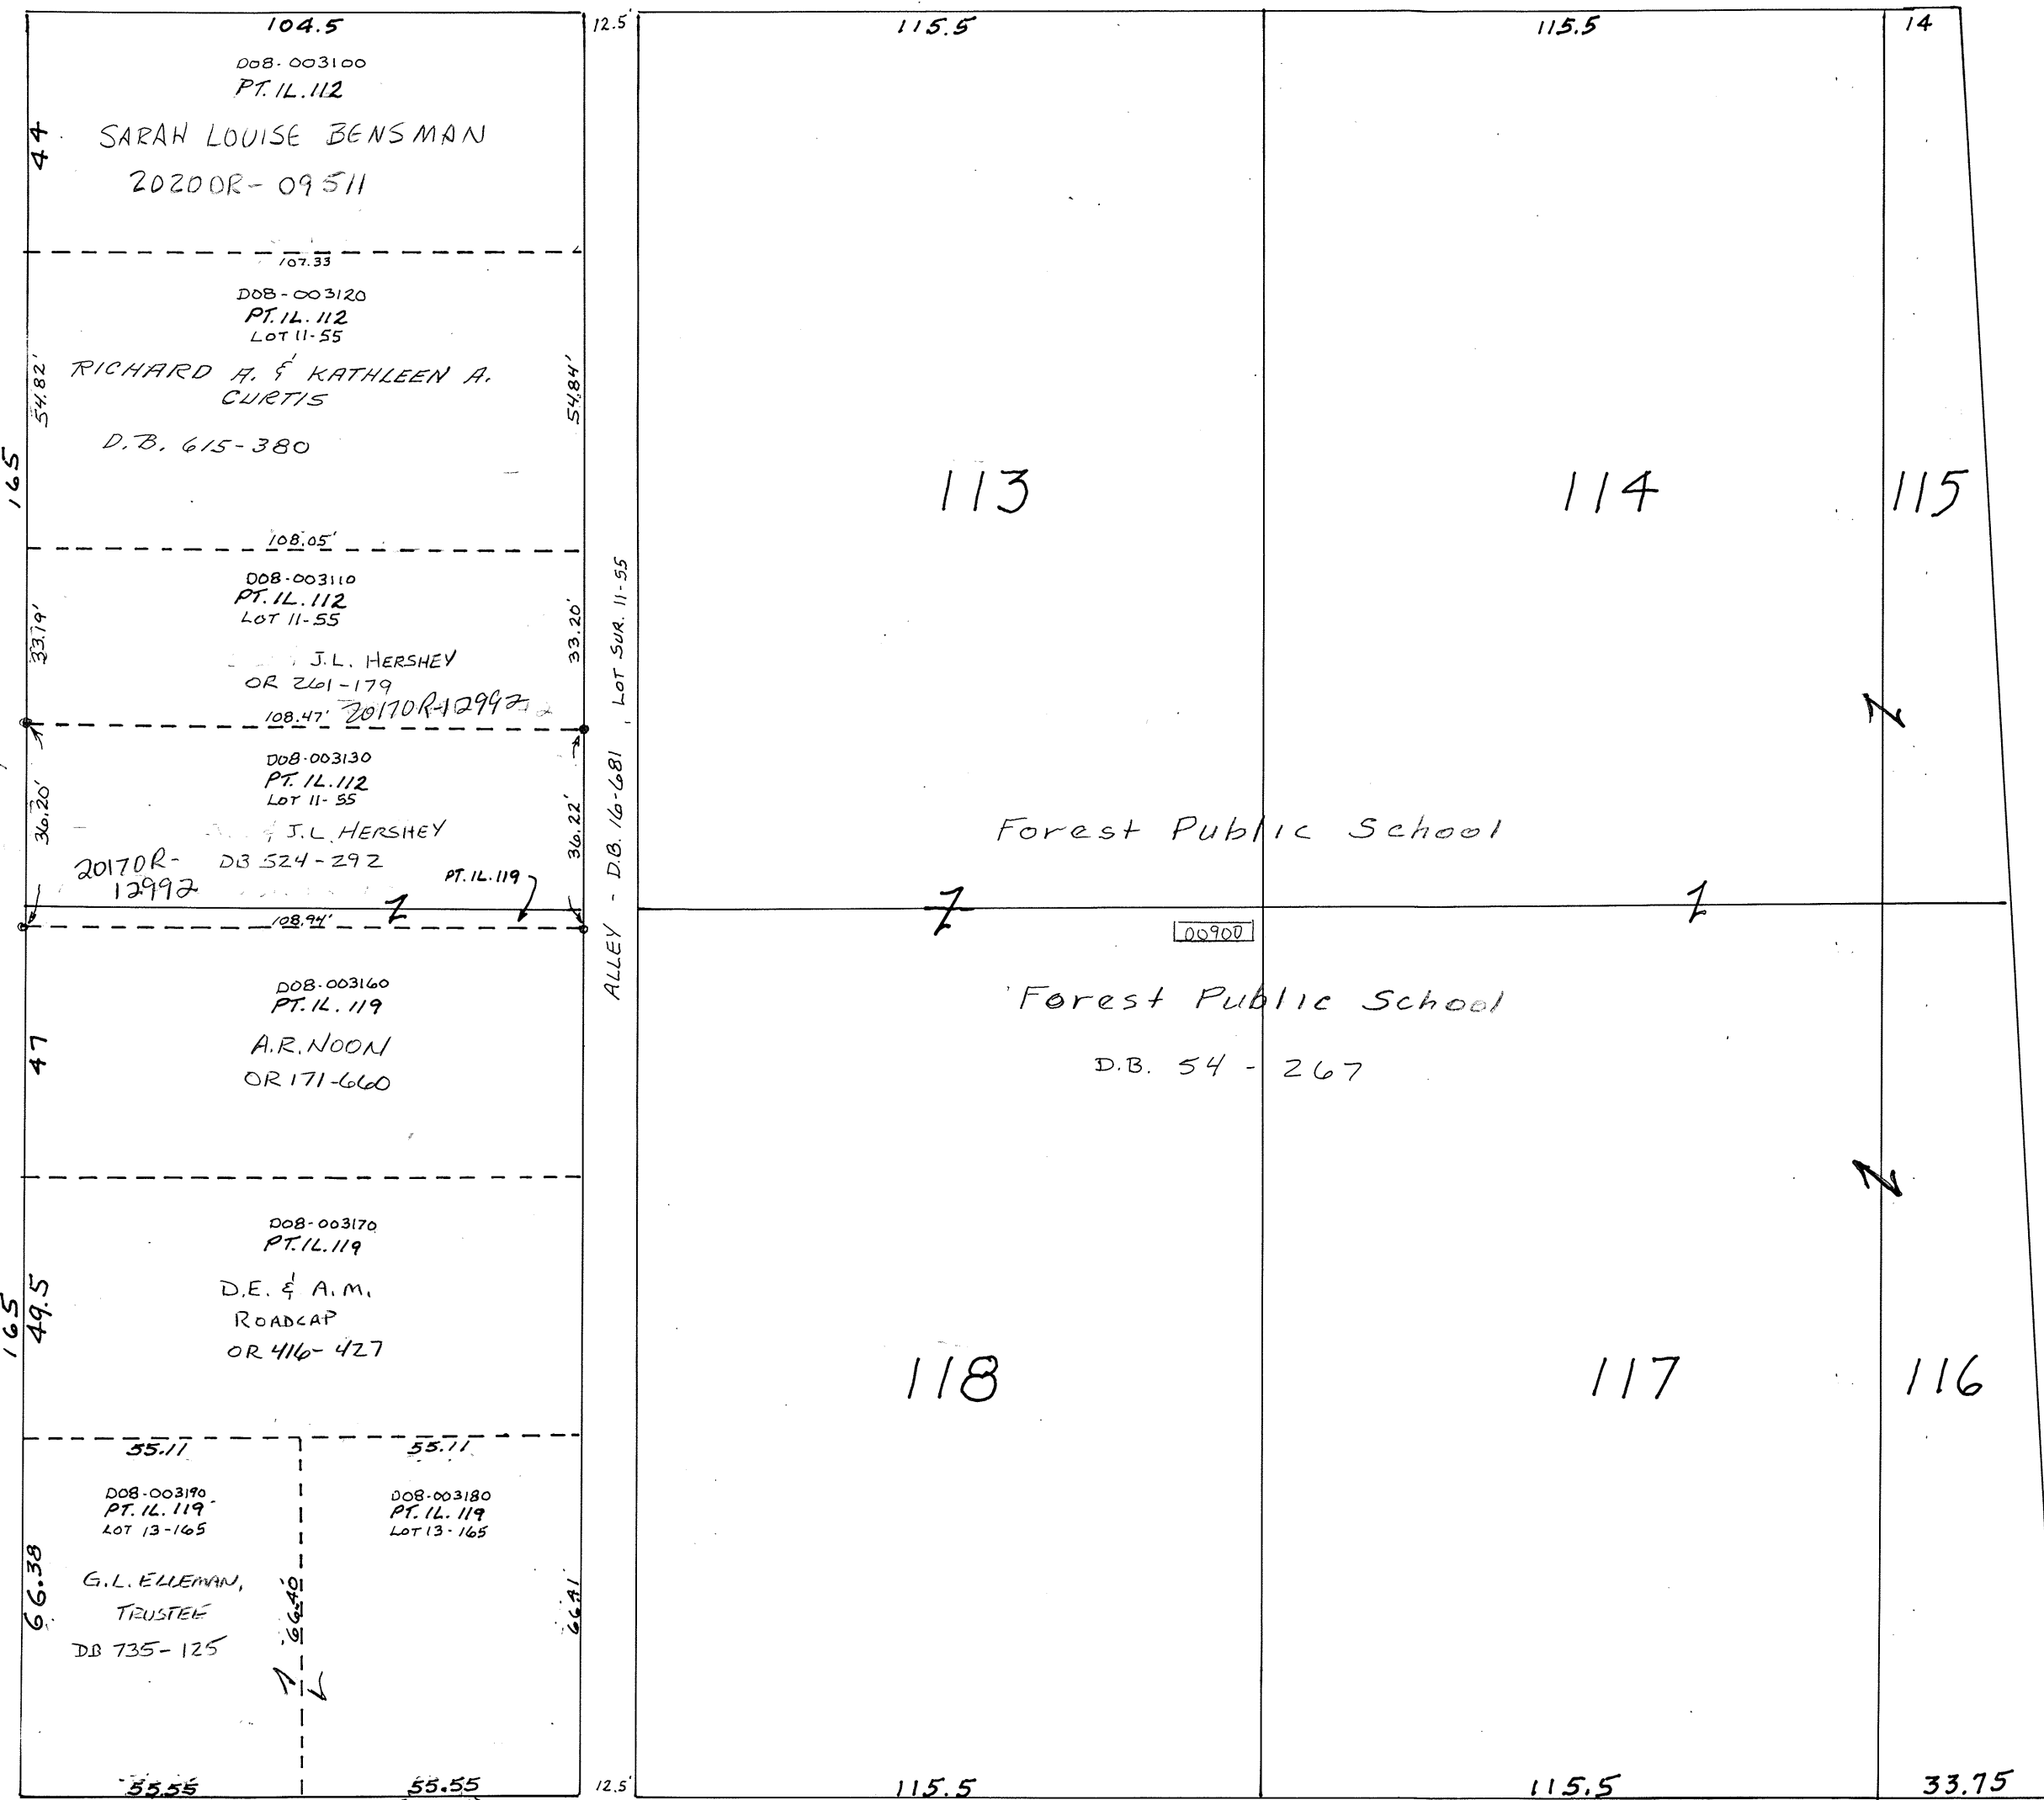 104.5
12.5'
115.5
115.5
14
D08-003100
PT. IL. 112
SARAH LOUISE BENSMAN
2020OR-09511
44
107.33
D08-003120
PT. IL. 112
LOT 11-55
RICHARD A. & KATHLEEN A.
CURTIS
D.B. 615-380
54.82'
54.84'
165
108.05'
D08-003110
PT. IL. 112
LOT 11-55
J.L. HERSHEY
OR 261-179
2017OR-12992
33.19'
33.20'
108.47'
D08-003130
PT. IL. 112
LOT 11-55
& J.L. HERSHEY
DB 524-292
2017OR-
12992
36.20'
36.22'
PT. IL. 119
108.94'
D08-003160
PT. IL. 119
A.R. NOON
OR 171-660
47
D08-003170
PT. IL. 119
D.E. & A.M.
ROADCAP
OR 416-427
165
49.5
55.11
55.11
D08-003190
PT. IL. 119
LOT 13-165
G.L. ELLEMAN,
TRUSTEE
DB 735-125
66.38
66.40'
D08-003180
PT. IL. 119
LOT 13-165
66.41
55.55
55.55
ALLEY - D.B. 16-681, LOT SUR. 11-55
12.5'
113
114
115
Forest Public School
00900
Forest Public School
D.B. 54-267
118
117
116
115.5
115.5
33.75